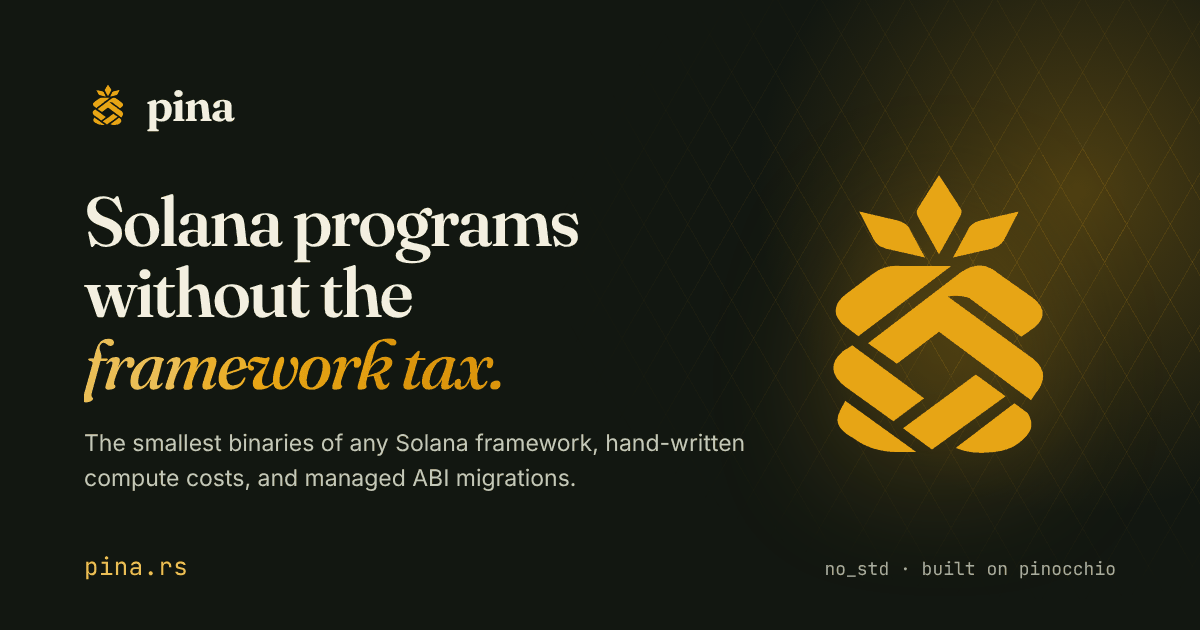 pina
Solana programs
without the
framework tax.
The smallest binaries of any Solana framework, hand-written
compute costs, and managed ABI migrations.
pina.rs
no_std · built on pinocchio